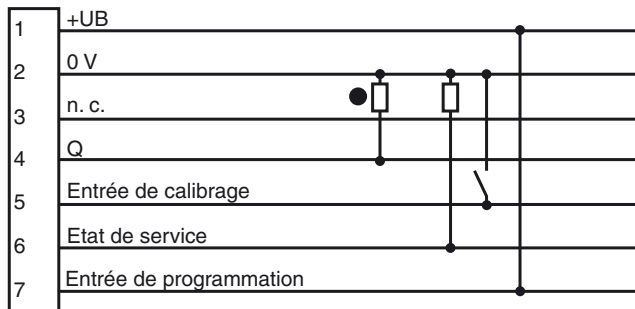 1 +UB
2 0 V
3 n. c.
4 Q
5 Entrée de calibrage
6 Etat de service
7 Entrée de programmation